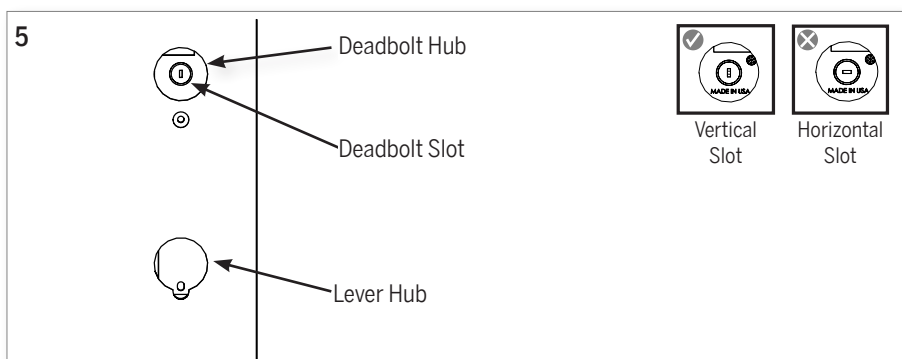 5
Deadbolt Hub
Deadbolt Slot
Lever Hub
MADE IN USA
MADE IN USA
Vertical
Slot
Horizontal
Slot